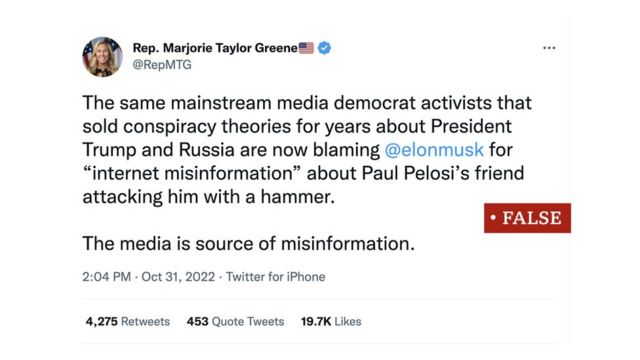 Rep. Marjorie Taylor Greene🇺🇸
@RepMTG
The same mainstream media democrat activists that
sold conspiracy theories for years about President
Trump and Russia are now blaming @elonmusk for
“internet misinformation” about Paul Pelosi’s friend
attacking him with a hammer.
• FALSE
The media is source of misinformation.
2:04 PM · Oct 31, 2022 · Twitter for iPhone
4,275 Retweets 453 Quote Tweets 19.7K Likes